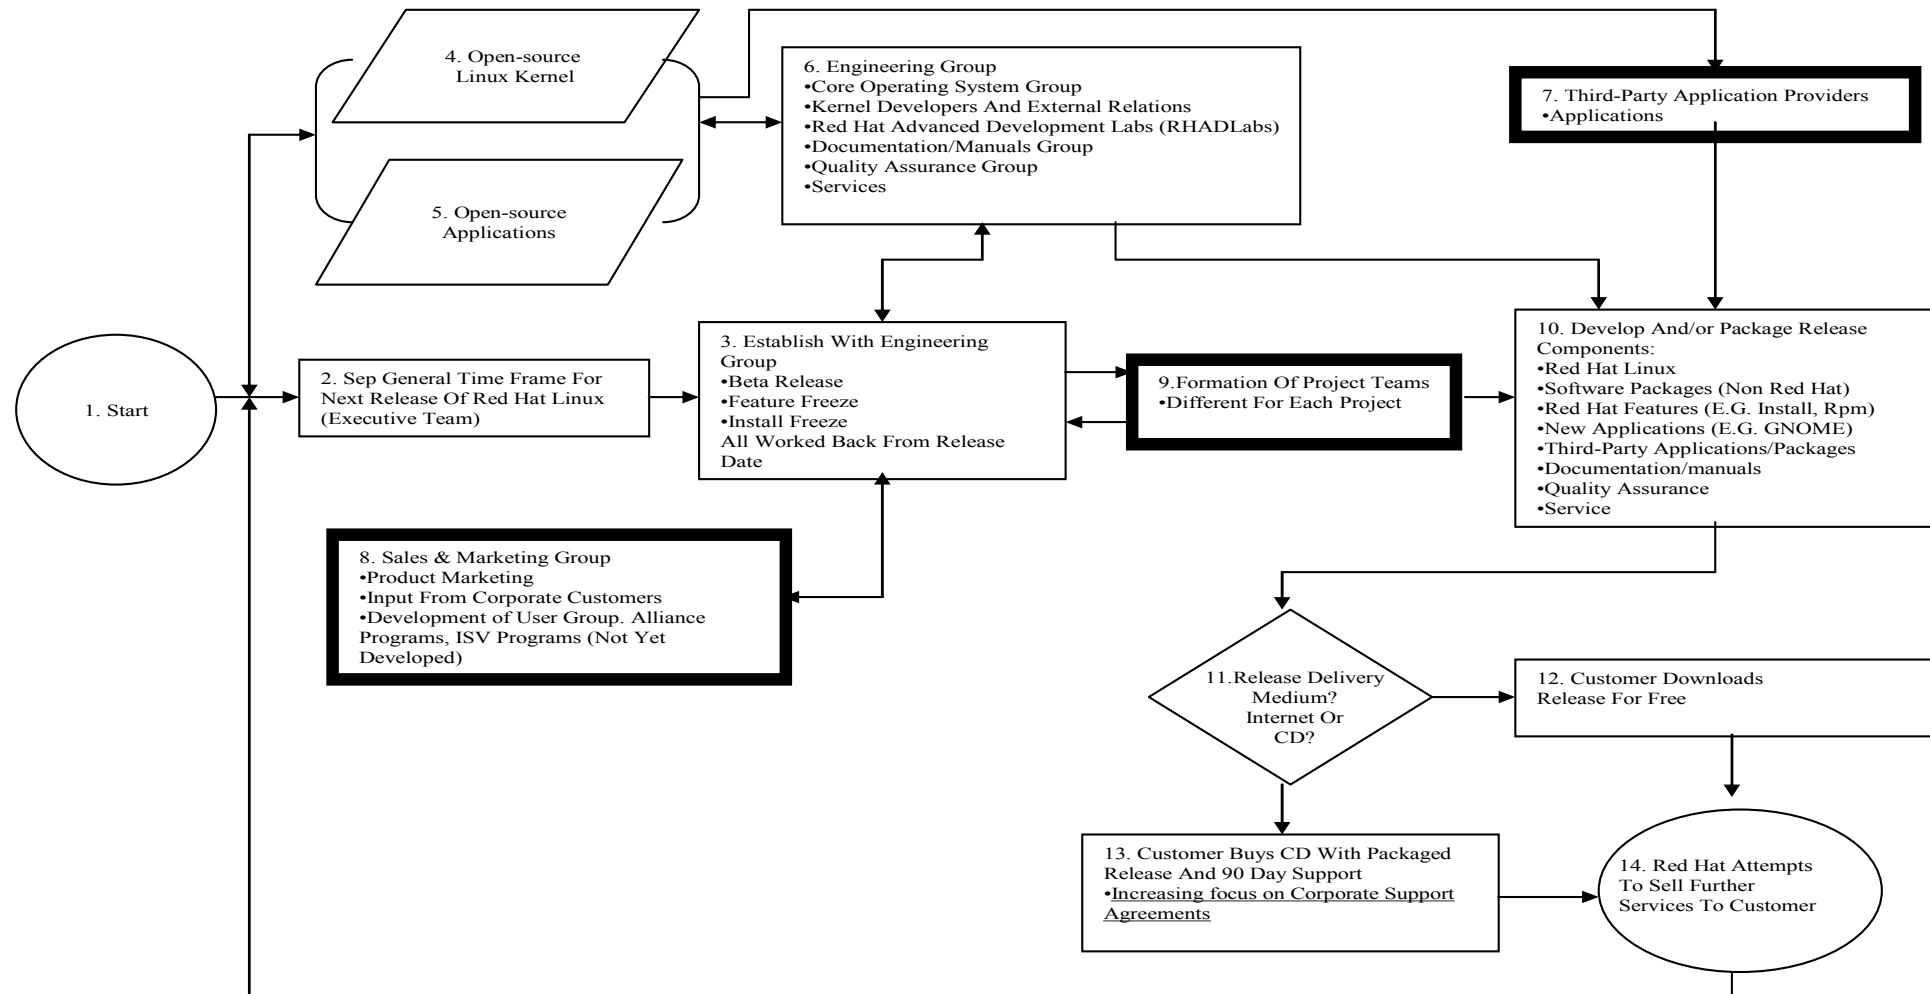 4. Open-source
Linux Kernel
6. Engineering Group
•Core Operating System Group
•Kernel Developers And External Relations
•Red Hat Advanced Development Labs (RHADLabs)
•Documentation/Manuals Group
•Quality Assurance Group
•Services
7. Third-Party Application Providers
•Applications
5. Open-source
Applications
1. Start
2. Sep General Time Frame For
Next Release Of Red Hat Linux
(Executive Team)
3. Establish With Engineering
Group
•Beta Release
•Feature Freeze
•Install Freeze
All Worked Back From Release
Date
9.Formation Of Project Teams
•Different For Each Project
10. Develop And/or Package Release
Components:
•Red Hat Linux
•Software Packages (Non Red Hat)
•Red Hat Features (E.G. Install, Rpm)
•New Applications (E.G. GNOME)
•Third-Party Applications/Packages
•Documentation/manuals
•Quality Assurance
•Service
8. Sales & Marketing Group
•Product Marketing
•Input From Corporate Customers
•Development of User Group. Alliance
Programs, ISV Programs (Not Yet
Developed)
11.Release Delivery
Medium?
Internet Or
CD?
12. Customer Downloads
Release For Free
13. Customer Buys CD With Packaged
Release And 90 Day Support
•Increasing focus on Corporate Support
Agreements
14. Red Hat Attempts
To Sell Further
Services To Customer